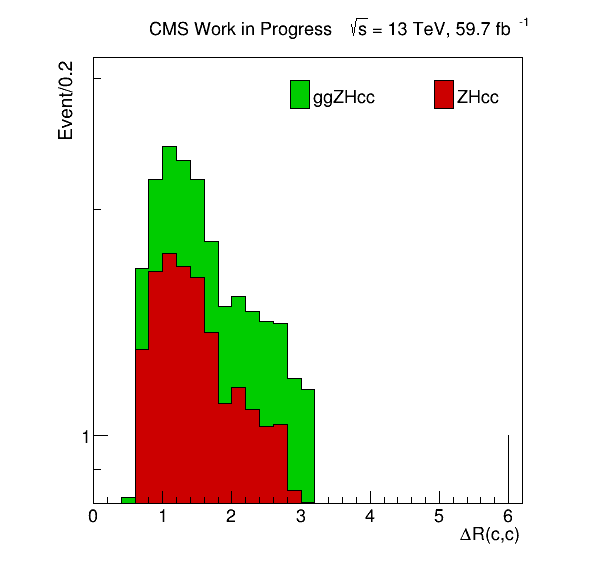 CMS Work in Progress √s = 13 TeV, 59.7 fb -1
Event/0.2
ggZHcc ZHcc
1
0 1 2 3 4 5 6
ΔR(c,c)